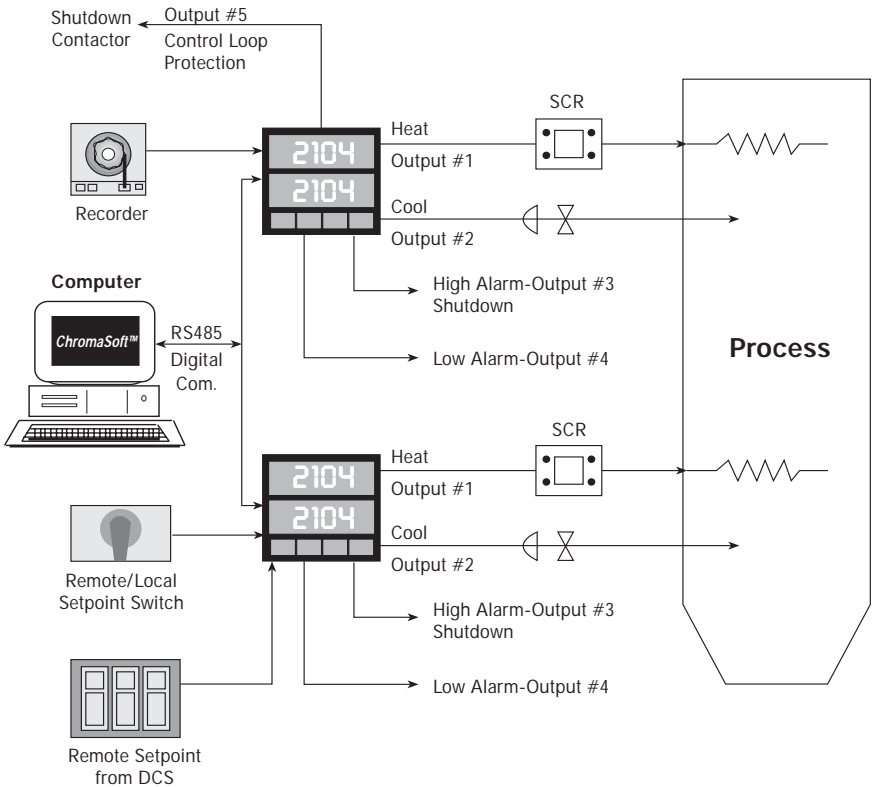 Shutdown
Contactor
Output #5
Control Loop
Protection
Recorder
2104
2104
Heat
Output #1
SCR
Cool
Output #2
High Alarm-Output #3
Shutdown
Low Alarm-Output #4
Computer
ChromaSoft™
RS485
Digital
Com.
Process
2104
2104
Heat
Output #1
SCR
Cool
Output #2
High Alarm-Output #3
Shutdown
Low Alarm-Output #4
Remote/Local
Setpoint Switch
Remote Setpoint
from DCS